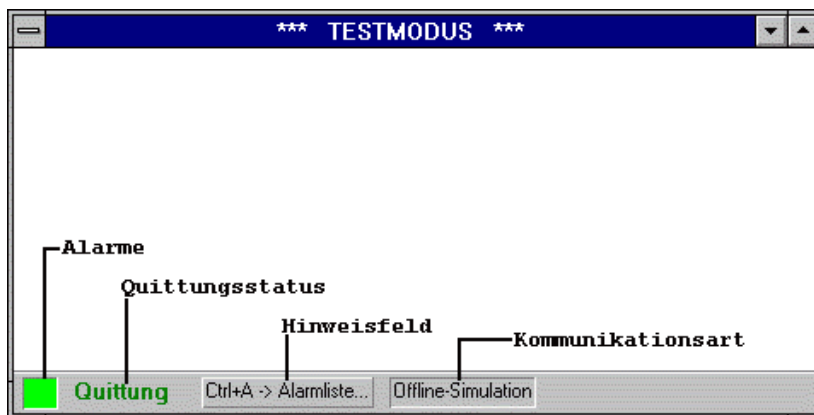 *** TESTMODUS ***
Alarme
Quittungsstatus
Hinweisfeld
Kommunikationsart
Quittung
Ctrl+A -> Alarmliste...
Offline-Simulation